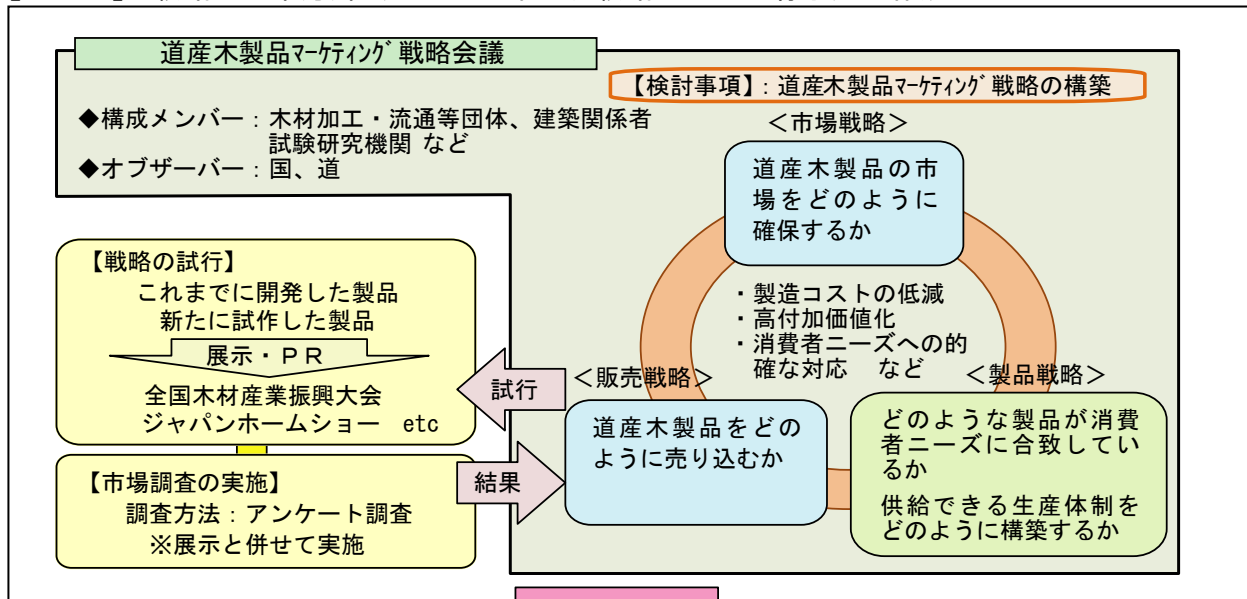 道産木製品マーケティング戦略会議
【検討事項】：道産木製品マーケティング戦略の構築
◆構成メンバー：木材加工・流通等団体、建築関係者
試験研究機関 など
◆オブザーバー：国、道
＜市場戦略＞
道産木製品の市
場をどのように
確保するか
・製造コストの低減
・高付加価値化
・消費者ニーズへの的
確な対応　など
【戦略の試行】
これまでに開発した製品
新たに試作した製品
展示・ＰＲ
全国木材産業振興大会
ジャパンホームショー　etc
試行
＜販売戦略＞
道産木製品をどの
ように売り込むか
＜製品戦略＞
どのような製品が消費
者ニーズに合致してい
るか
供給できる生産体制を
どのように構築するか
結果
【市場調査の実施】
調査方法：アンケート調査
※展示と併せて実施